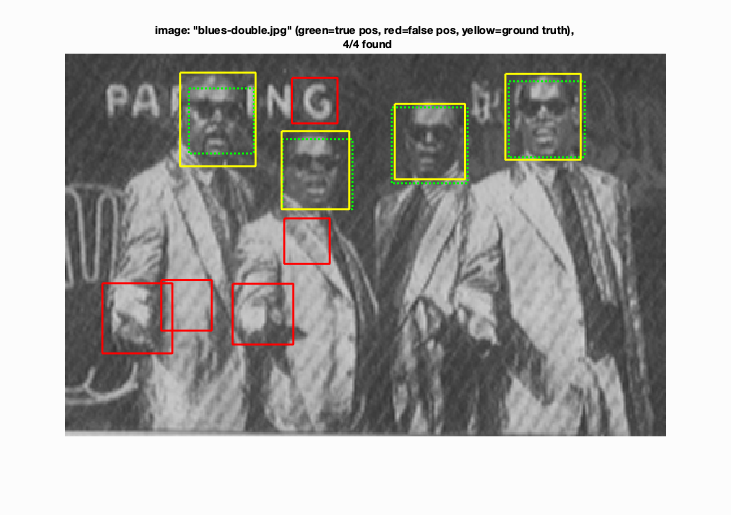 image: "blues-double.jpg" (green=true pos, red=false pos, yellow=ground truth),
4/4 found
PA ING